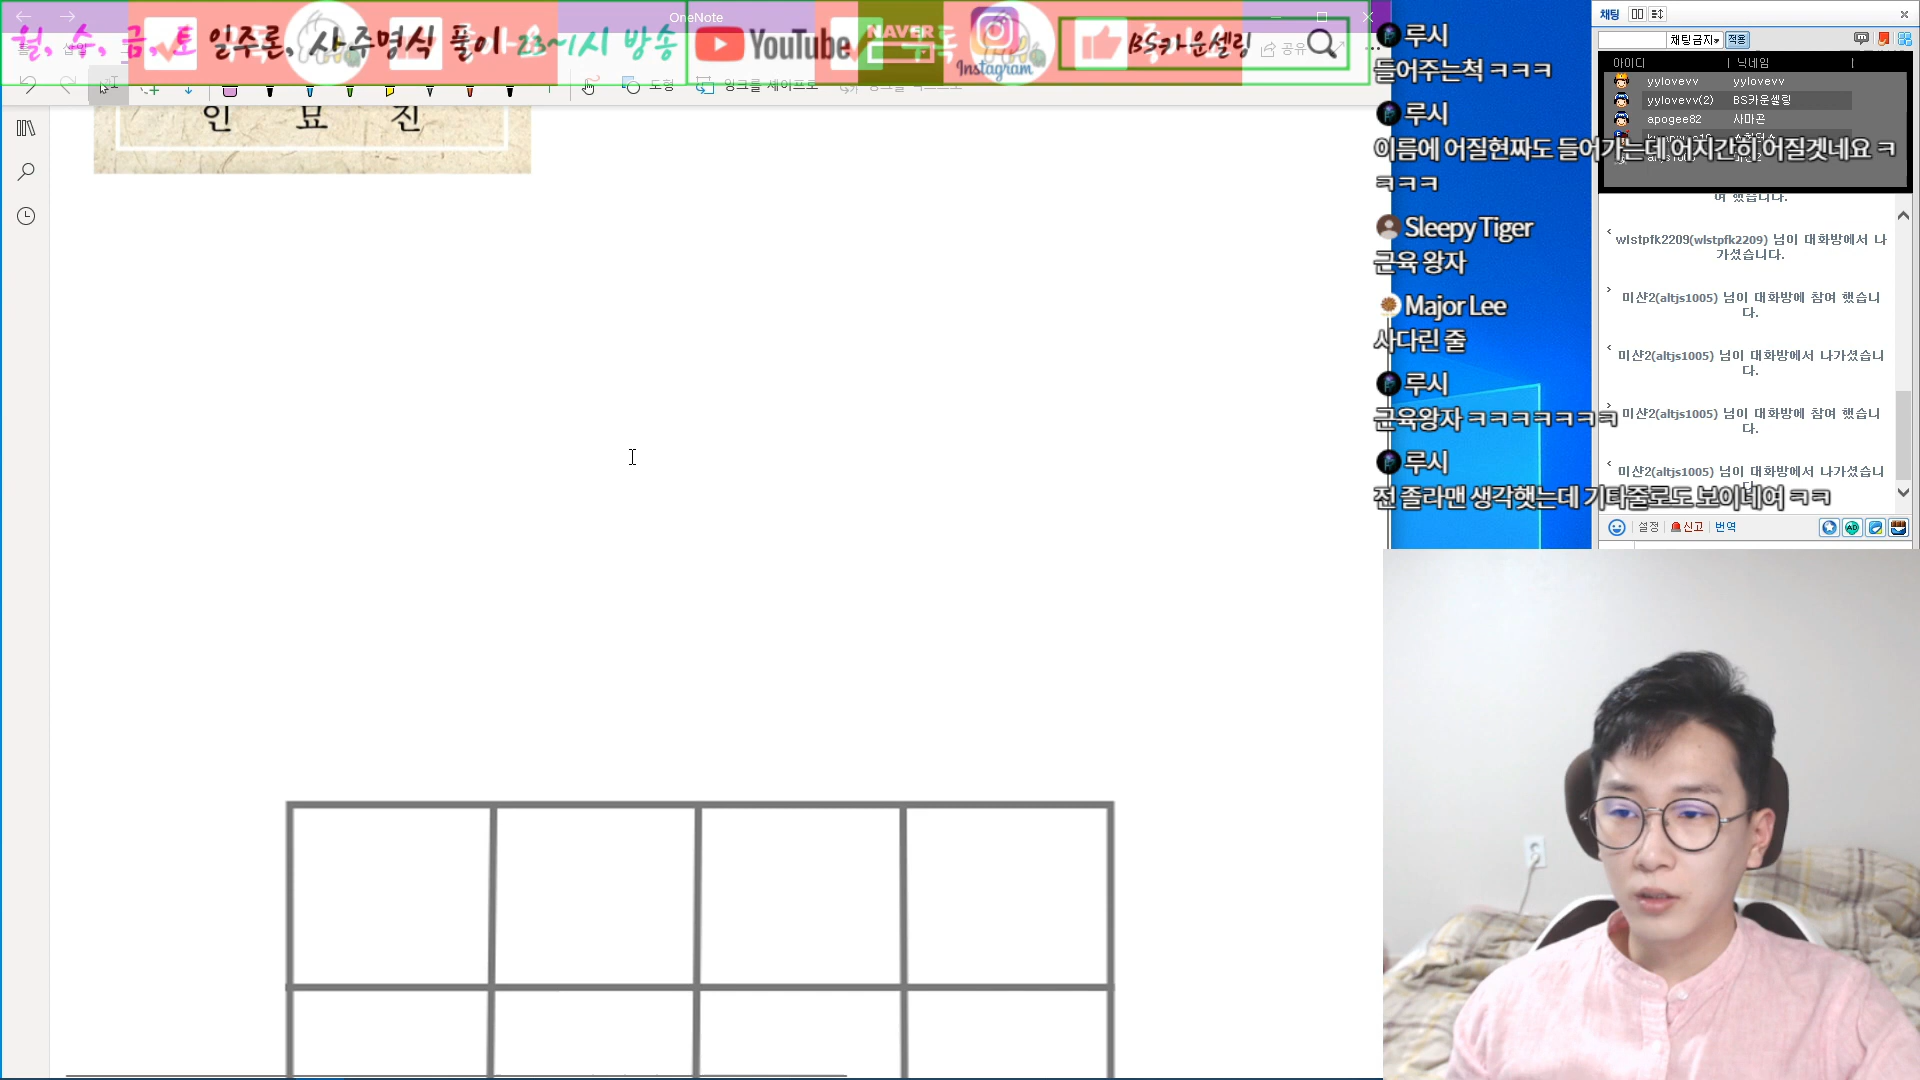 OneNote
월, 수, 금, 토 일주론, 사주명식 풀이 23~1시 방송
YouTube
NAVER
Instagram
BS카운셀링
공유
도형
인 묘 진
루시
들어주는척 ㅋㅋㅋ
루시
이름에 어질현짜도 들어가는데 어지간히 어질겟네요 ㅋ
ㅋㅋㅋ
Sleepy Tiger
근육 왕자
Major Lee
사다린 줄
루시
근육왕자 ㅋㅋㅋㅋㅋㅋㅋ
루시
전 졸라맨 생각햇는데 기타줄로도 보이네여 ㅋㅋ
채팅
채팅금지 적용
아이디 닉네임
yylovevv yylovevv
yylovevv(2) BS카운셀링
apogee82 사마곤
여 했습니다.
wlstpfk2209(wlstpfk2209) 님이 대화방에서 나
가셨습니다.
미샨2(altjs1005) 님이 대화방에 참여 했습니
다.
미샨2(altjs1005) 님이 대화방에서 나가셨습니
다.
미샨2(altjs1005) 님이 대화방에 참여 했습니
다.
미샨2(altjs1005) 님이 대화방에서 나가셨습니
설정 신고 번역